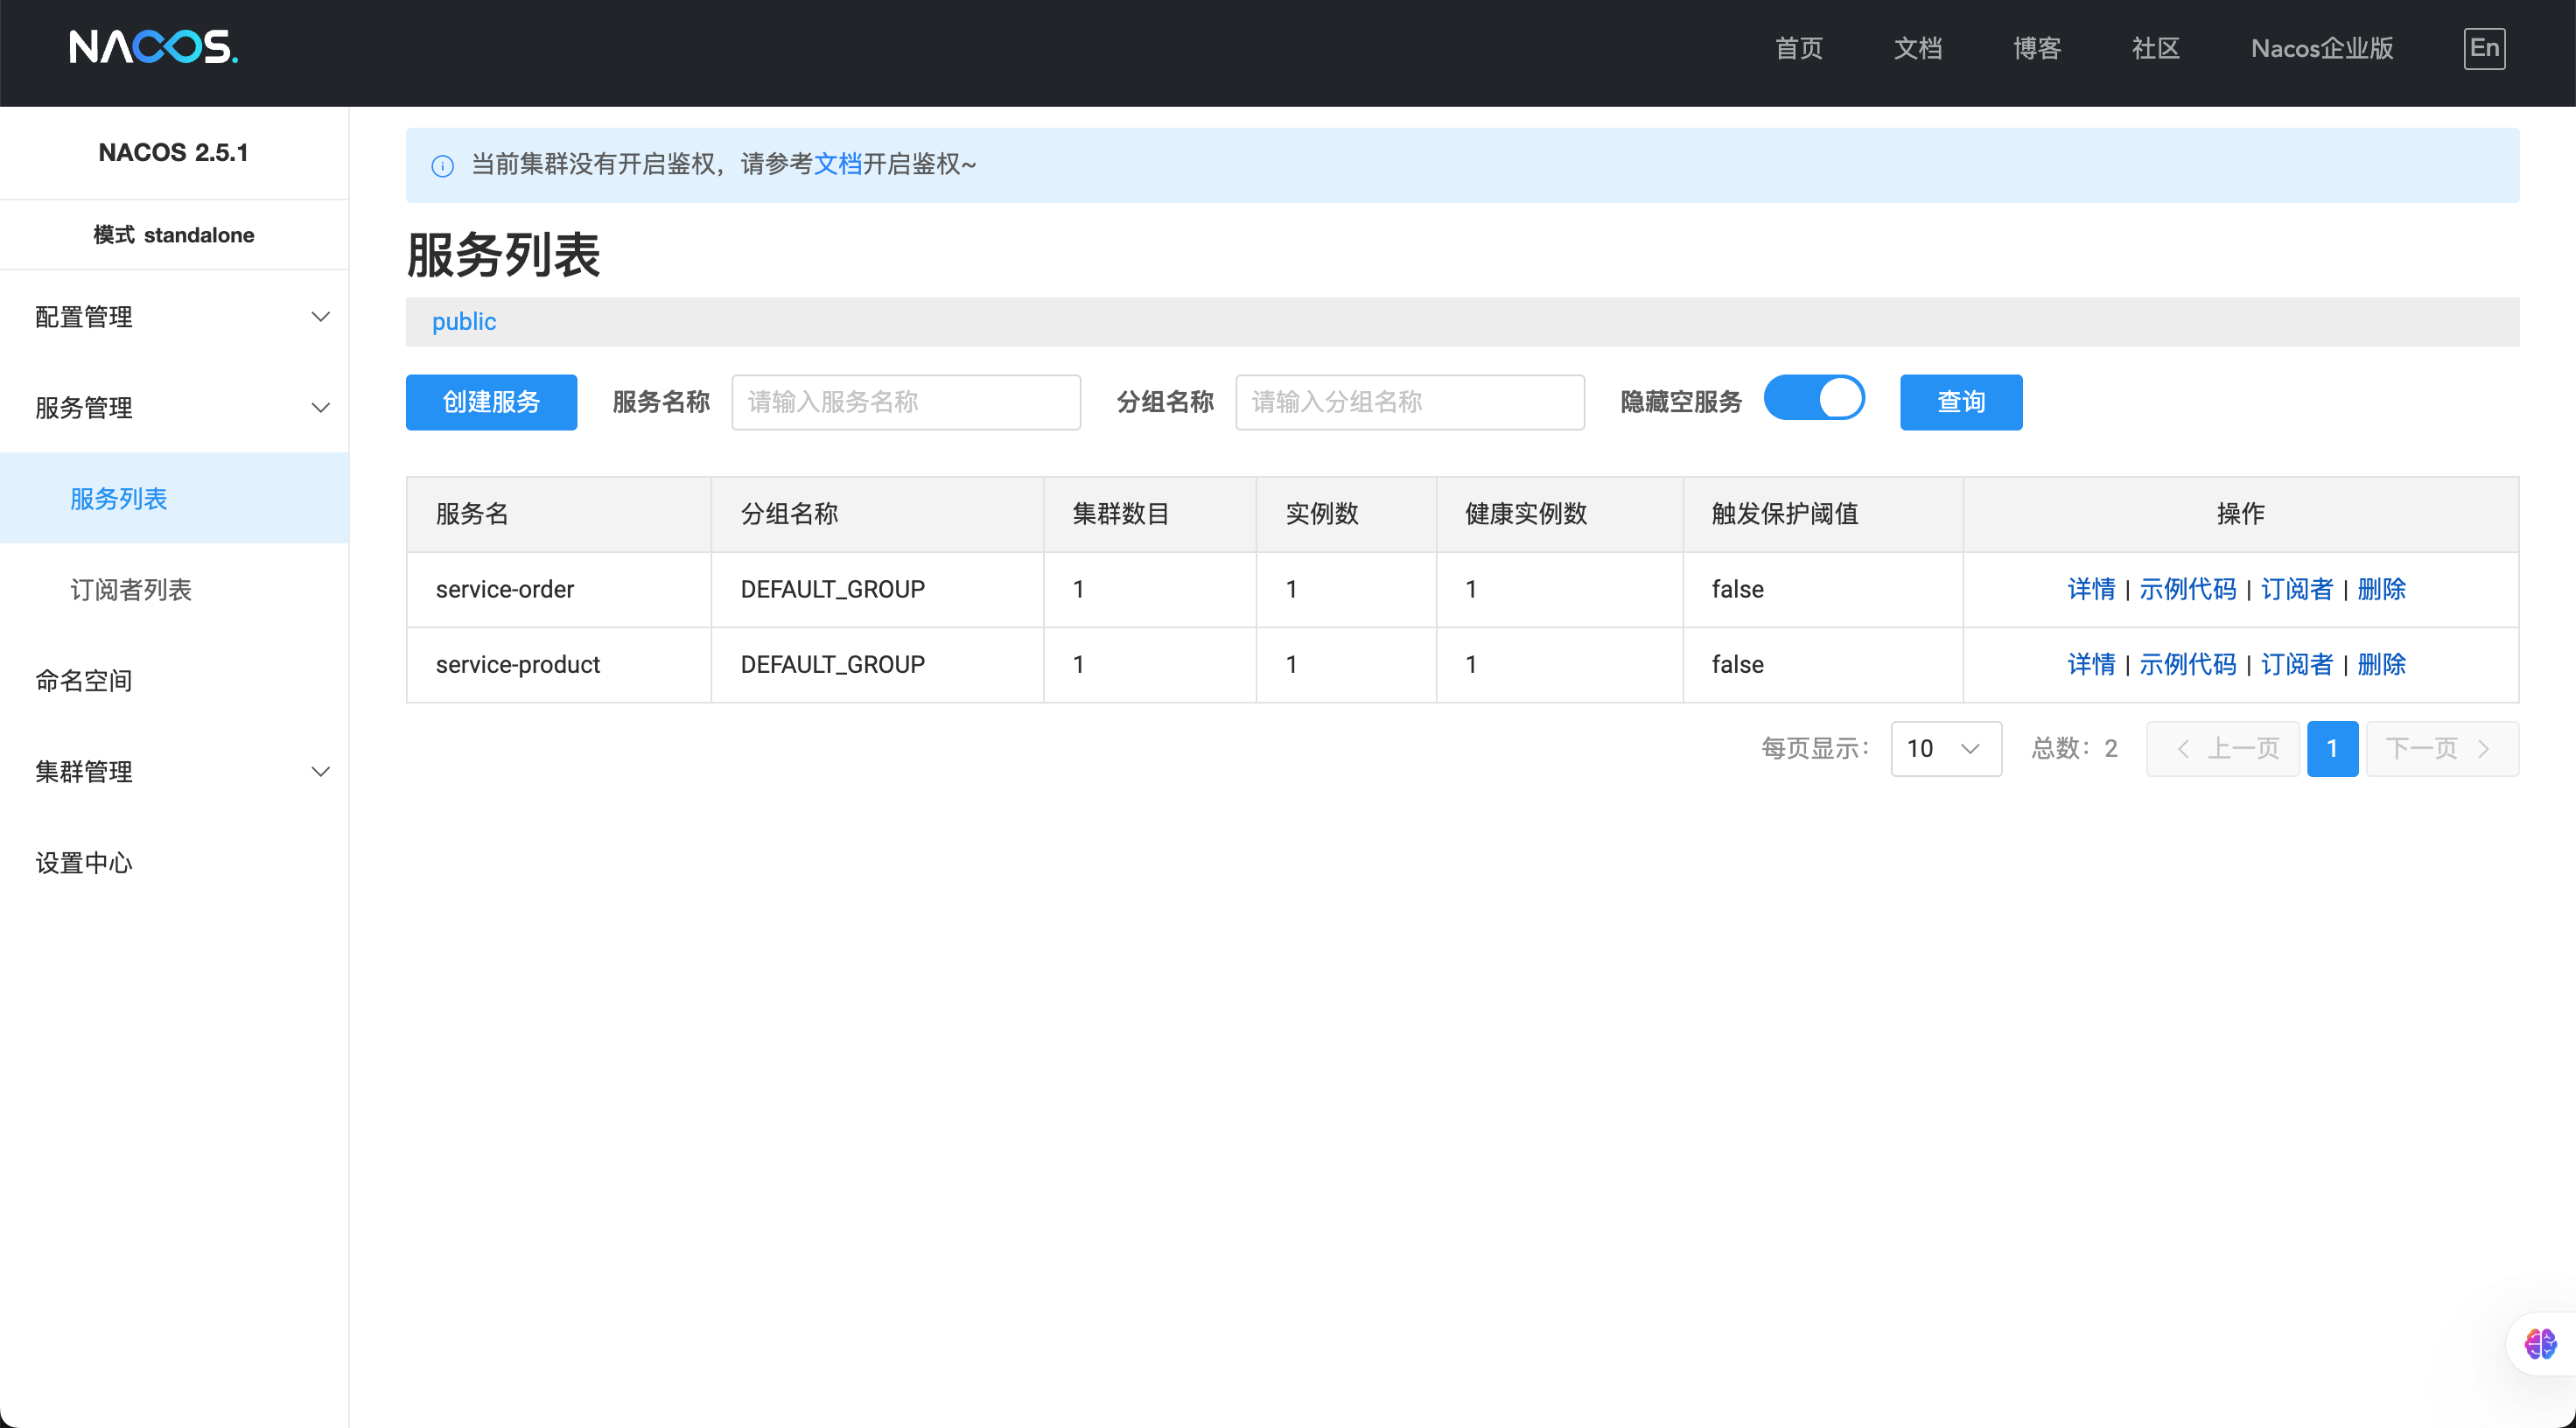 NACOS.
首页 文档 博客 社区 Nacos企业版 En
NACOS 2.5.1
模式 standalone
配置管理
服务管理
服务列表
订阅者列表
命名空间
集群管理
设置中心
当前集群没有开启鉴权，请参考文档开启鉴权~
服务列表
public
创建服务 服务名称 请输入服务名称 分组名称 请输入分组名称 隐藏空服务 查询
服务名 分组名称 集群数目 实例数 健康实例数 触发保护阈值 操作
service-order DEFAULT_GROUP 1 1 1 false 详情 | 示例代码 | 订阅者 | 删除
service-product DEFAULT_GROUP 1 1 1 false 详情 | 示例代码 | 订阅者 | 删除
每页显示： 10 总数：2 上一页 1 下一页